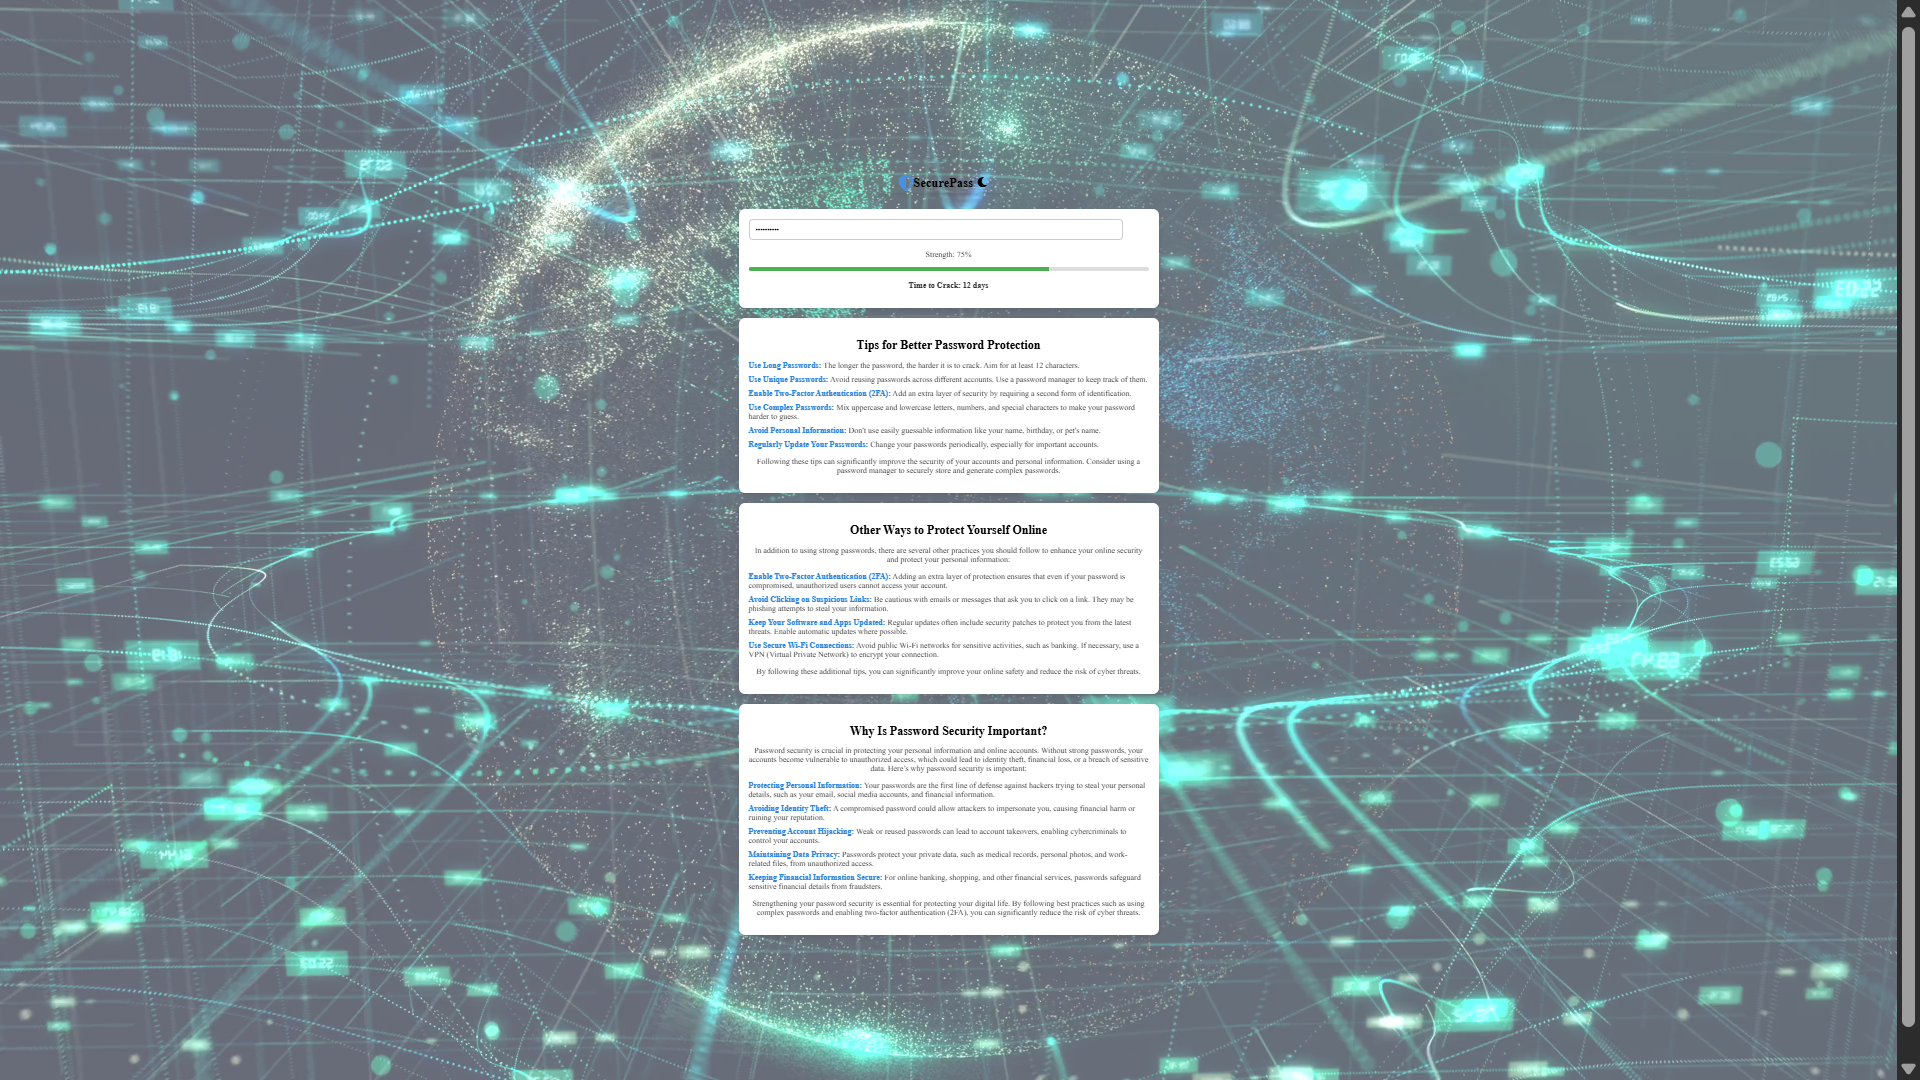 SecurePass
••••••••••
Strength: 75%
Time to Crack: 12 days
Tips for Better Password Protection
Use Long Passwords: The longer the password, the harder it is to crack. Aim for at least 12 characters.
Use Unique Passwords: Avoid reusing passwords across different accounts. Use a password manager to keep track of them.
Enable Two-Factor Authentication (2FA): Add an extra layer of security by requiring a second form of identification.
Use Complex Passwords: Mix uppercase and lowercase letters, numbers, and special characters to make your password
harder to guess.
Avoid Personal Information: Don't use easily guessable information like your name, birthday, or pet's name.
Regularly Update Your Passwords: Change your passwords periodically, especially for important accounts.
Following these tips can significantly improve the security of your accounts and personal information. Consider using a
password manager to securely store and generate complex passwords.
Other Ways to Protect Yourself Online
In addition to using strong passwords, there are several other practices you should follow to enhance your online security
and protect your personal information:
Enable Two-Factor Authentication (2FA): Adding an extra layer of protection ensures that even if your password is
compromised, unauthorized users cannot access your account.
Avoid Clicking on Suspicious Links: Be cautious with emails or messages that ask you to click on a link. They may be
phishing attempts to steal your information.
Keep Your Software and Apps Updated: Regular updates often include security patches to protect you from the latest
threats. Enable automatic updates where possible.
Use Secure Wi-Fi Connections: Avoid public Wi-Fi networks for sensitive activities, such as banking. If necessary, use a
VPN (Virtual Private Network) to encrypt your connection.
By following these additional tips, you can significantly improve your online safety and reduce the risk of cyber threats.
Why Is Password Security Important?
Password security is crucial in protecting your personal information and online accounts. Without strong passwords, your
accounts become vulnerable to unauthorized access, which could lead to identity theft, financial loss, or a breach of sensitive
data. Here's why password security is important:
Protecting Personal Information: Your passwords are the first line of defense against hackers trying to steal your personal
details, such as your email, social media accounts, and financial information.
Avoiding Identity Theft: A compromised password could allow attackers to impersonate you, causing financial harm or
ruining your reputation.
Preventing Account Hijacking: Weak or reused passwords can lead to account takeovers, enabling cybercriminals to
control your accounts.
Maintaining Data Privacy: Passwords protect your private data, such as medical records, personal photos, and work-
related files, from unauthorized access.
Keeping Financial Information Secure: For online banking, shopping, and other financial services, passwords safeguard
sensitive financial details from fraudsters.
Strengthening your password security is essential for protecting your digital life. By following best practices such as using
complex passwords and enabling two-factor authentication (2FA), you can significantly reduce the risk of cyber threats.